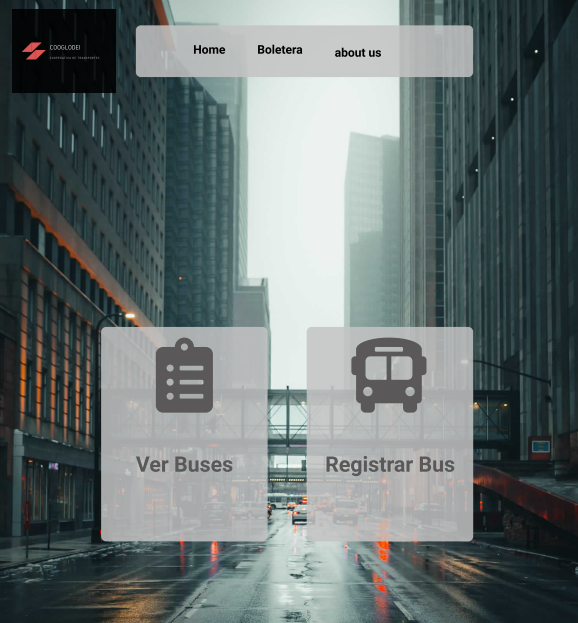 COOGLODEI
Home
Boletera
about us
Ver Buses
Registrar Bus